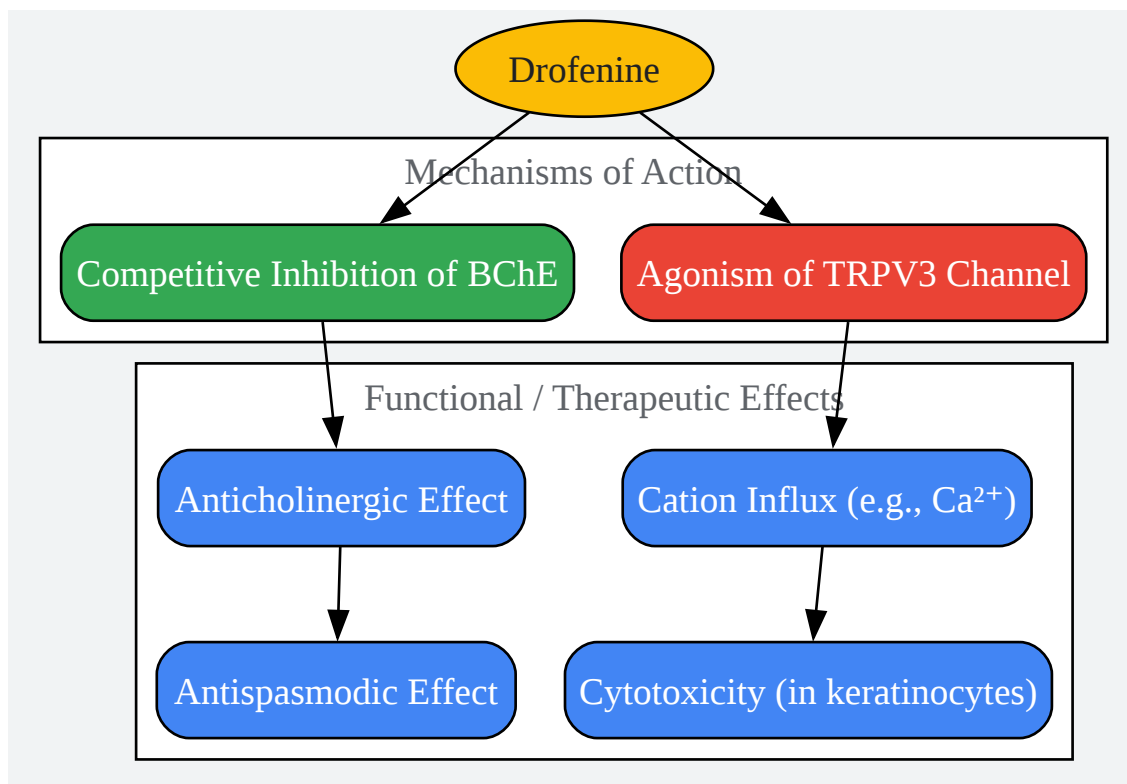 Drofenine
Mechanisms of Action
Competitive Inhibition of BChE
Agonism of TRPV3 Channel
Functional / Therapeutic Effects
Anticholinergic Effect
Cation Influx (e.g., Ca²⁺)
Antispasmodic Effect
Cytotoxicity (in keratinocytes)